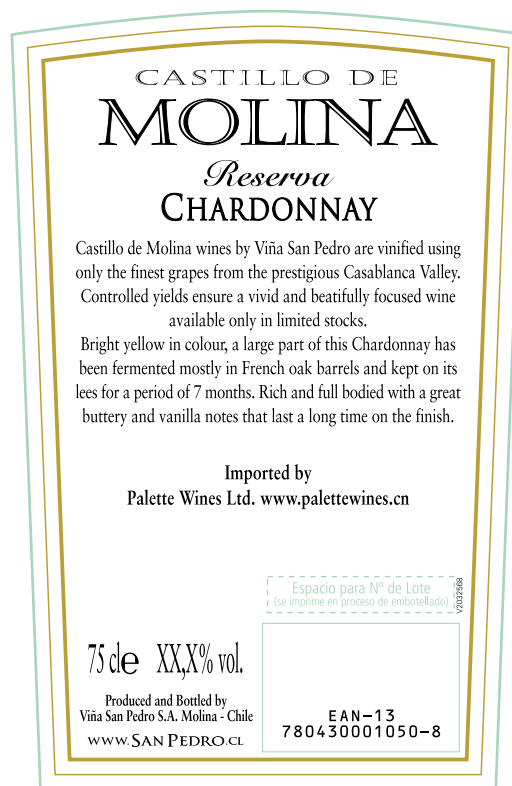 CASTILLO DE
MOLINA
Reserva
CHARDONNAY
Castillo de Molina wines by Viña San Pedro are vinified using
only the finest grapes from the prestigious Casablanca Valley.
Controlled yields ensure a vivid and beatifully focused wine
available only in limited stocks.
Bright yellow in colour, a large part of this Chardonnay has
been fermented mostly in French oak barrels and kept on its
lees for a period of 7 months. Rich and full bodied with a great
buttery and vanilla notes that last a long time on the finish.
Imported by
Palette Wines Ltd. www.palettewines.cn
Espacio para Nº de Lote
(se imprime en proceso de embotellado)
V2032568
75 cl e XX,X% vol.
Produced and Bottled by
Viña San Pedro S.A. Molina - Chile
WWW.SAN PEDRO.CL
EAN-13
780430001050-8